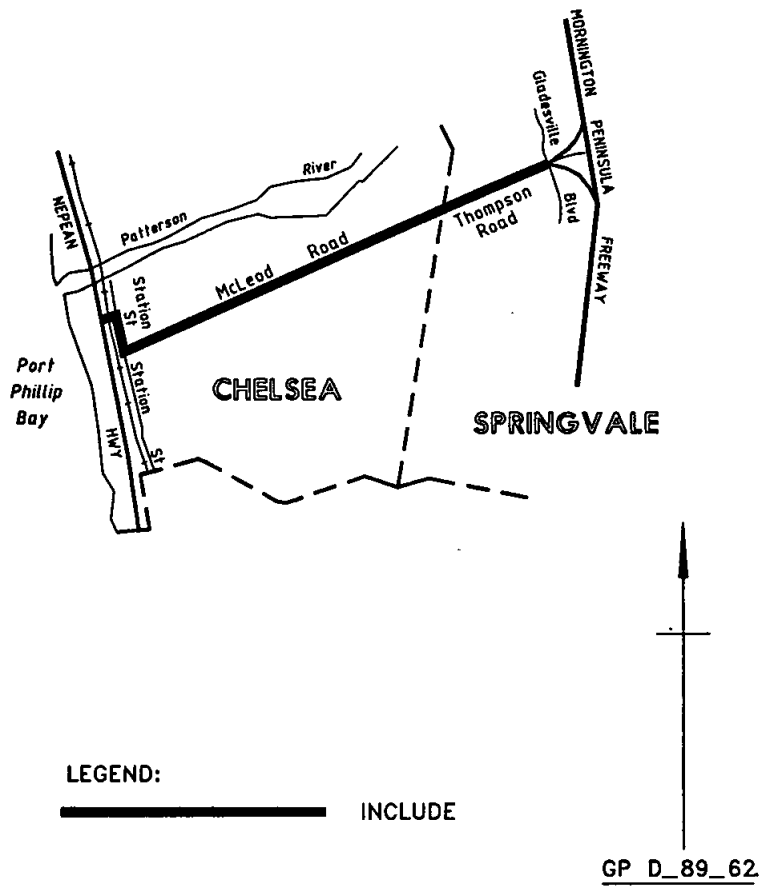 MORNINGTON
PENINSULA
FREEWAY
Gladesville
Blvd
River
Patterson
NEPEAN
HWY
Thompson
Road
McLeod Road
Station
St
Station
St
Port
Phillip
Bay
CHELSEA
SPRINGVALE
LEGEND:
INCLUDE
GP D_89_62